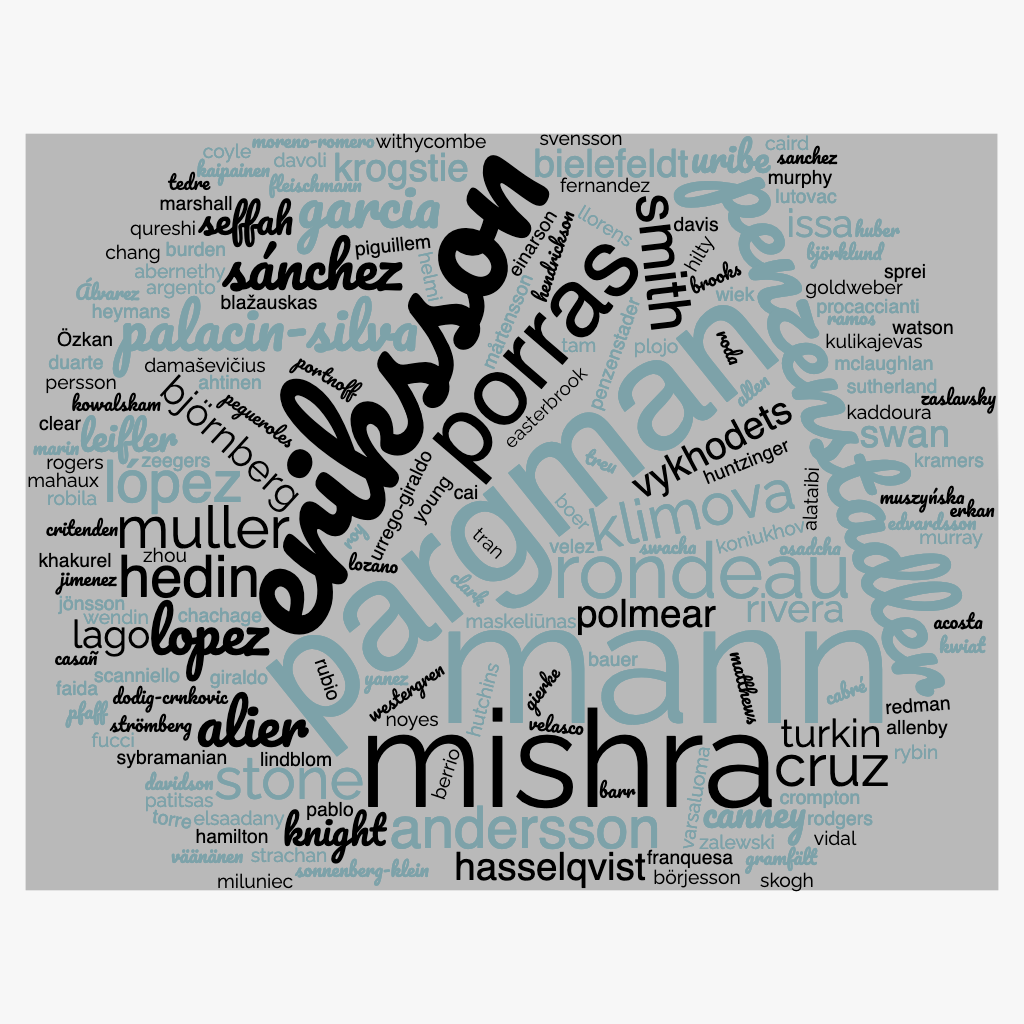 moreno-romero
withycombe
svensson
coyle
davoli
krogstie
bielefeldt
uribe
caird
sanchez
kaipainen
tedre
fleischmann
fernandez
murphy
marshall
seffah
garcia
eriksson
smith
penzenstadler
lutovac
qureshi
llorens
davis
issa
huber
chang
burden
piguillem
einarson
hendrickson
porras
hilty
björklund
abernethy
sánchez
helmi
brooks
sprei
Álvarez
argento
blažauskas
mårtensson
wiek
goldweber
heymans
procaccianti
ramos
Özkan
palacin-silva
tam
penzenstader
plojo
roda
watson
kulikajevas
duarte
damaševičius
portnoff
pargman
mclaughlan
persson
ahtinen
björnberg
easterbrook
allen
sutherland
kowalskam
pegueroles
vykhodets
kaddoura
zaslavsky
clear
marin
leifler
swan
rogers
zeegers
urrego-giraldo
treu
huntzinger
kramers
mahaux
lópez
young
cai
klimova
alataibi
robila
muszyńska
erkan
critenden
muller
roy
tran
boer
koniukhov
edvardsson
murray
khakurel
zhou
hedin
lozano
velez
swacha
osadcha
jimenez
clark
rondeau
jönsson
wendin
chachage
maskeliūnas
polmear
rivera
acosta
lago
lopez
mann
kwiat
casañ
scanniello
giraldo
rubio
yanez
westergren
hutchins
gjerke
bauer
matthews
cabré
faida
dodig-crnkovic
pfaff
strömberg
alier
noyes
velasco
redman
allenby
fucci
mishra
turkin
sybramanian
lindblom
berrio
varsaluoma
cruz
rybin
davidson
stone
barr
patitsas
pablo
crompton
torre
elsaadany
knight
andersson
canney
rodgers
hamilton
zalewski
vidal
väänänen
strachan
hasselqvist
franquesa
gramfält
sonnenberg-klein
miluniec
börjesson
skogh